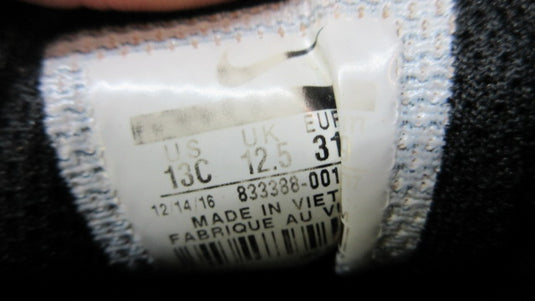 US UK EUR
13C 12.5 31
12/14/16 833388-001
MADE IN VIET
FABRIQUE AU VI